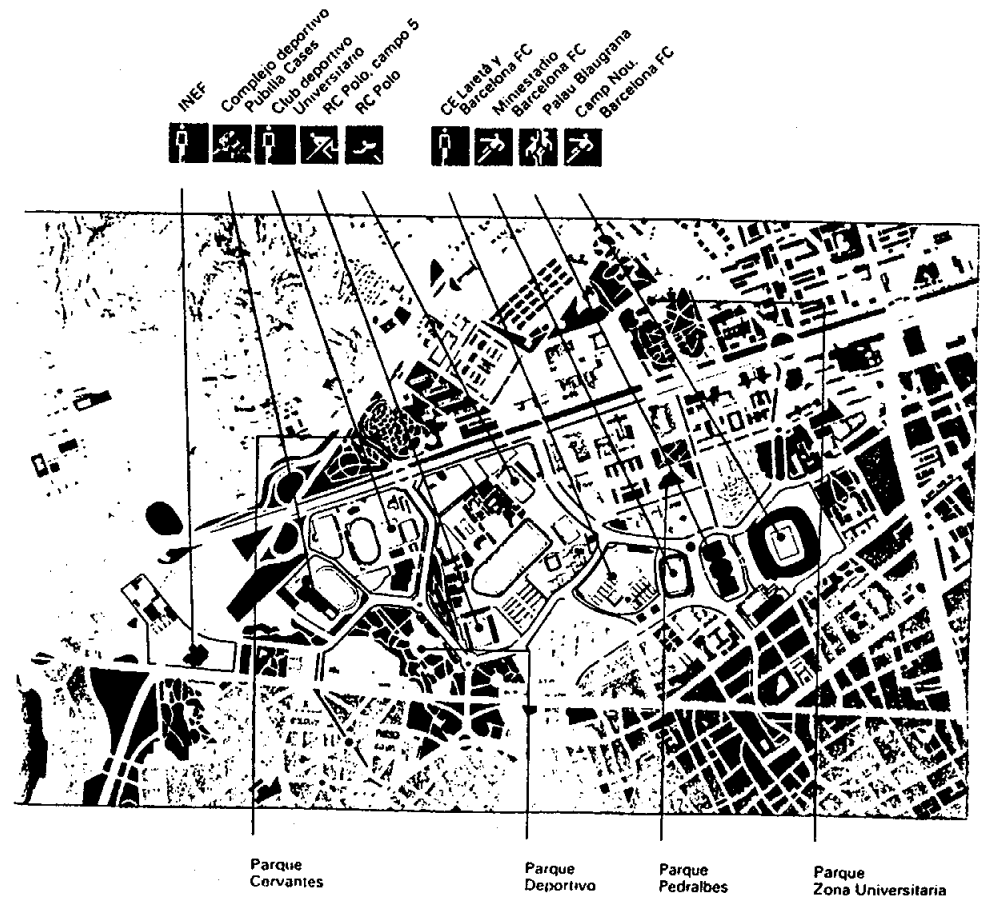 INEF
Complejo deportivo
Pubilla Cases
Club deportivo
Universitario
RC Polo, campo 5
RC Polo
CE Laretà y
Barcelona FC
Miniestadio
Barcelona FC
Palau Blaugrana
Camp Nou.
Barcelona FC
Parque
Cervantes
Parque
Deportivo
Parque
Pedralbes
Parque
Zona Universitaria